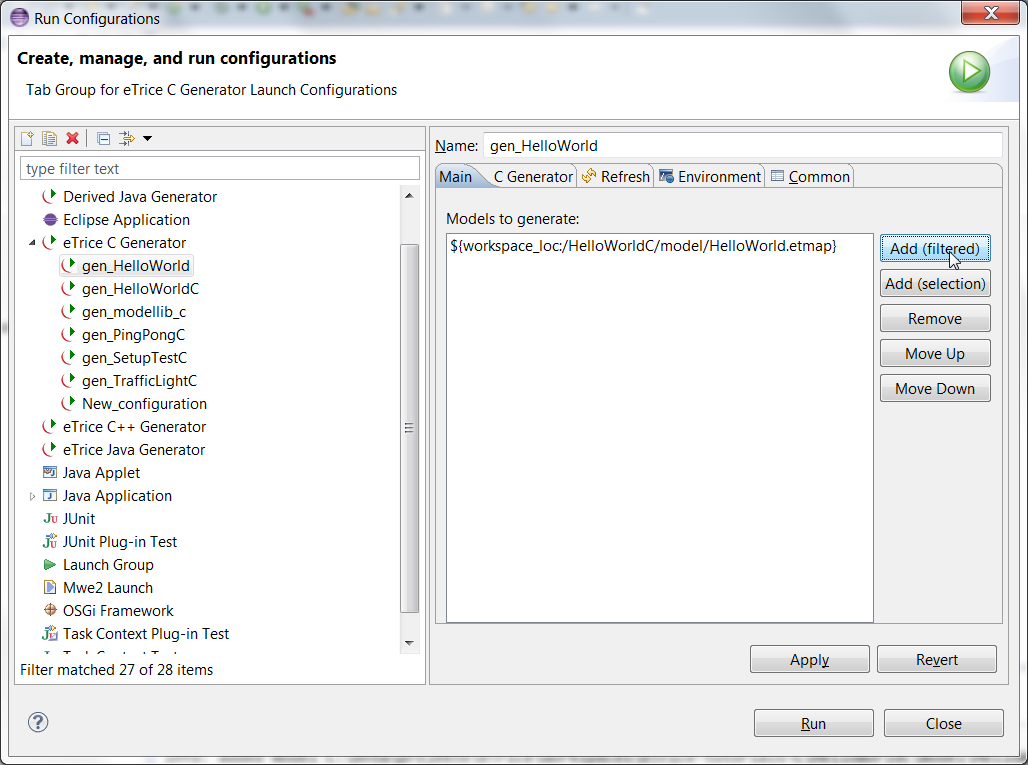 Run Configurations
Create, manage, and run configurations
Tab Group for eTrice C Generator Launch Configurations
type filter text
Derived Java Generator
Eclipse Application
eTrice C Generator
gen_HelloWorld
gen_HelloWorldC
gen_modellib_c
gen_PingPongC
gen_SetupTestC
gen_TrafficLightC
New_configuration
eTrice C++ Generator
eTrice Java Generator
Java Applet
Java Application
JUnit
JUnit Plug-in Test
Launch Group
Mwe2 Launch
OSGi Framework
Task Context Plug-in Test
Filter matched 27 of 28 items
Name: gen_HelloWorld
Main C Generator Refresh Environment Common
Models to generate:
${workspace_loc:/HelloWorldC/model/HelloWorld.etmap}
Add (filtered)
Add (selection)
Remove
Move Up
Move Down
Apply Revert
Run Close